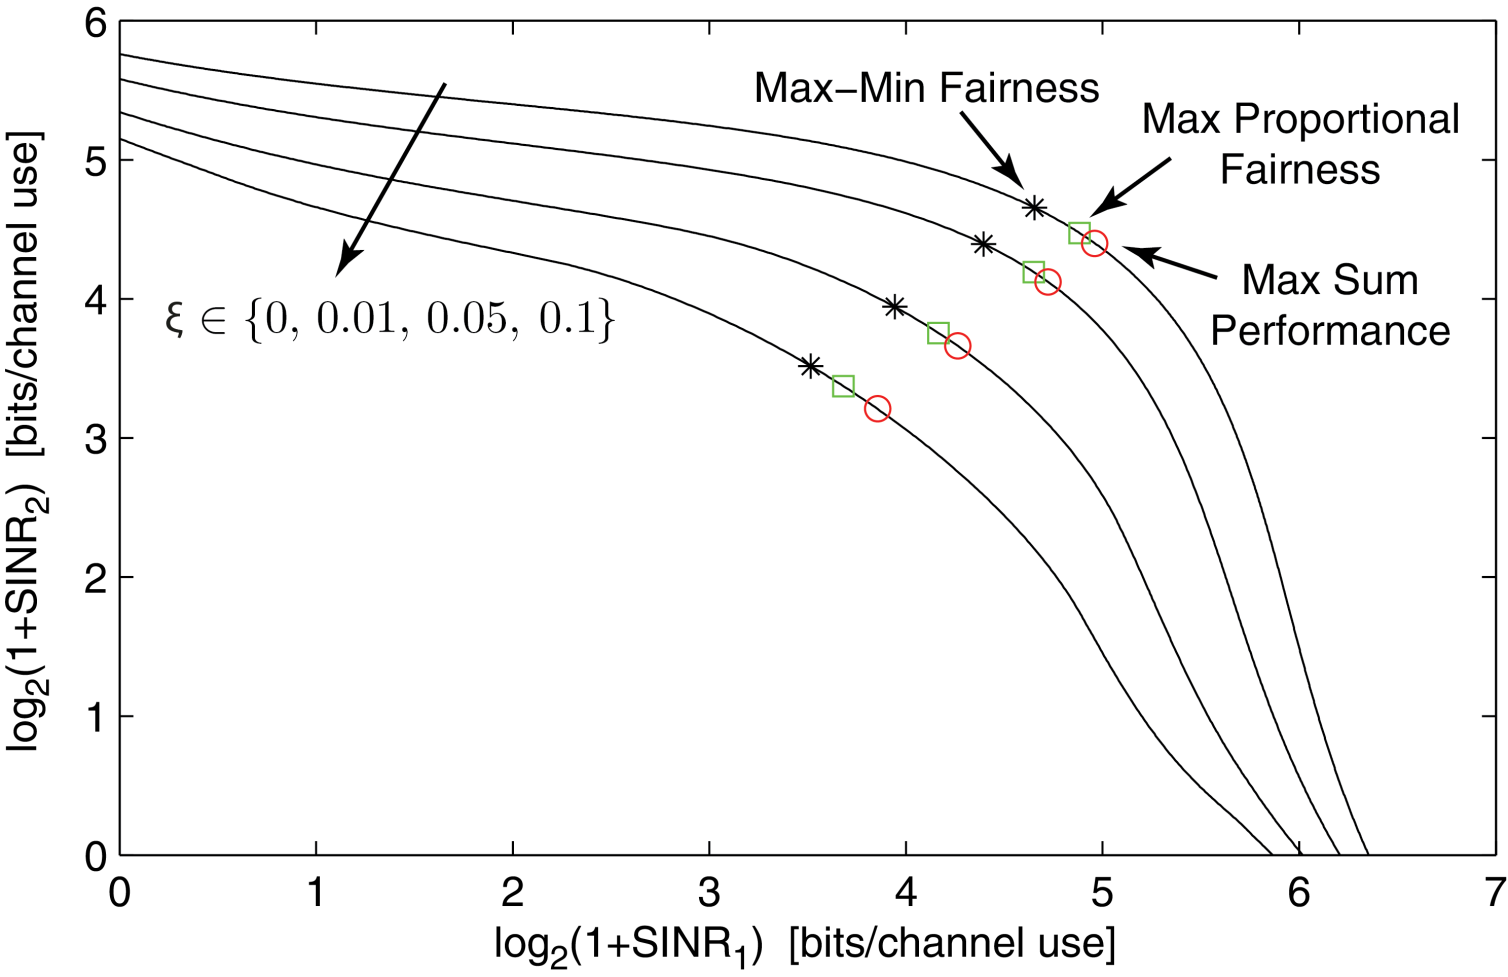 6
5
4
3
2
1
0
0 1 2 3 4 5 6 7
log₂(1+SINR₂) [bits/channel use]
log₂(1+SINR₁) [bits/channel use]
Max−Min Fairness
Max Proportional
Fairness
Max Sum
Performance
ξ ∈ {0, 0.01, 0.05, 0.1}